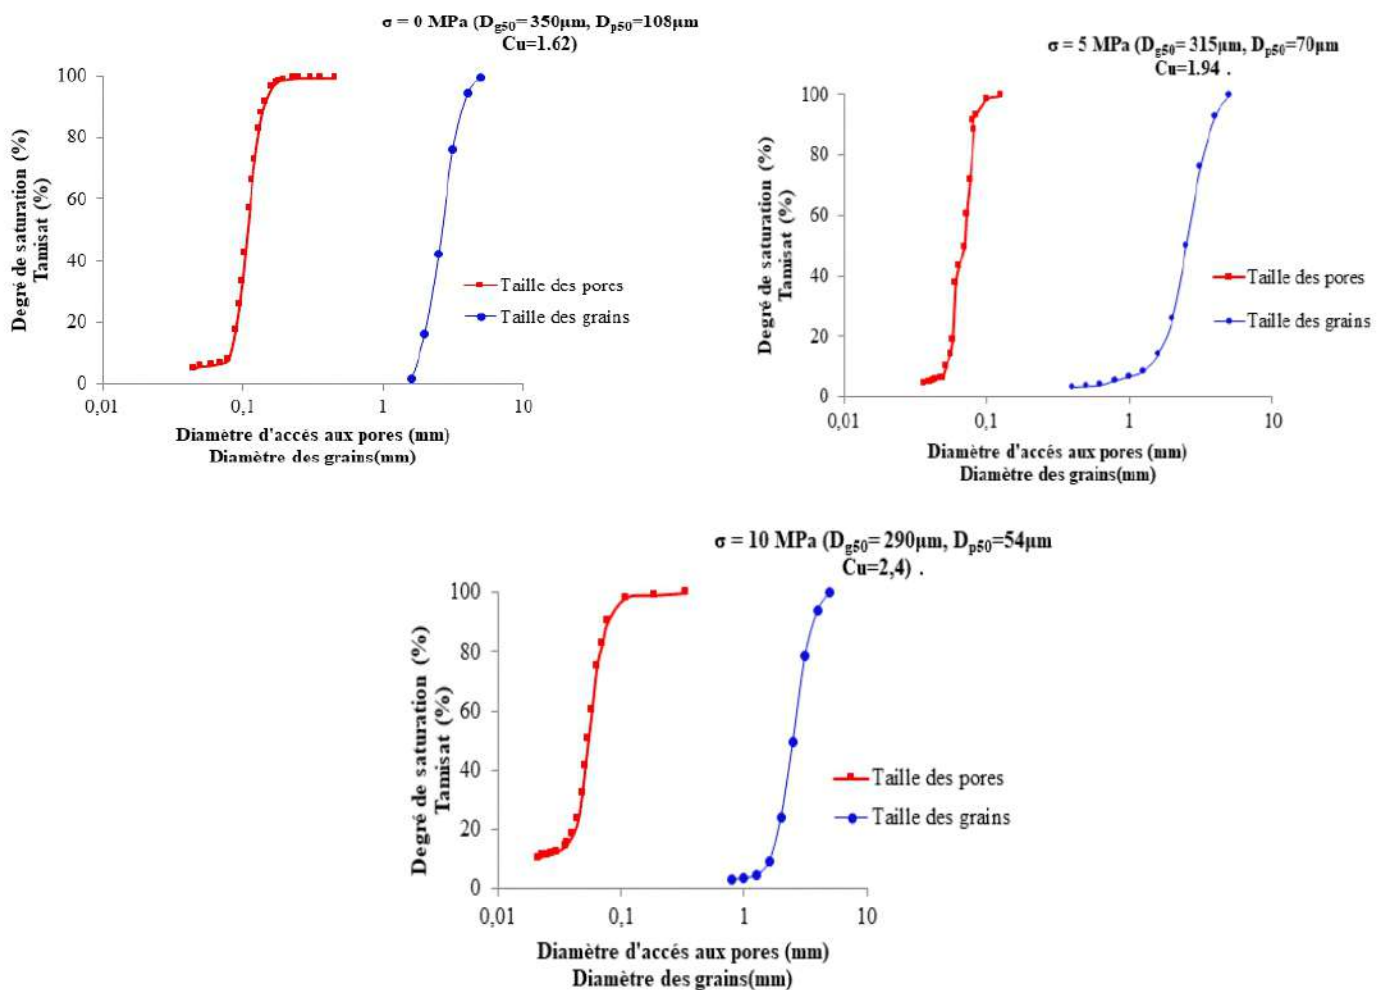 σ = 0 MPa (Dg50= 350µm, Dp50=108µm
Cu=1.62)
100
80
60
40
20
0
Degré de saturation (%)
Tamisat (%)
Taille des pores
Taille des grains
0,01
0,1
1
10
Diamètre d'accés aux pores (mm)
Diamètre des grains(mm)
σ = 5 MPa (Dg50= 315µm, Dp50=70µm
Cu=1.94 .
100
80
60
40
20
0
Degré de saturation (%)
Tamisat (%)
Taille des pores
Taille des grains
0,01
0,1
1
10
Diamètre d'accés aux pores (mm)
Diamètre des grains(mm)
σ = 10 MPa (Dg50= 290µm, Dp50=54µm
Cu=2,4) .
100
80
60
40
20
0
Degré de saturation (%)
Tamisat (%)
Taille des pores
Taille des grains
0,01
0,1
1
10
Diamètre d'accés aux pores (mm)
Diamètre des grains(mm)